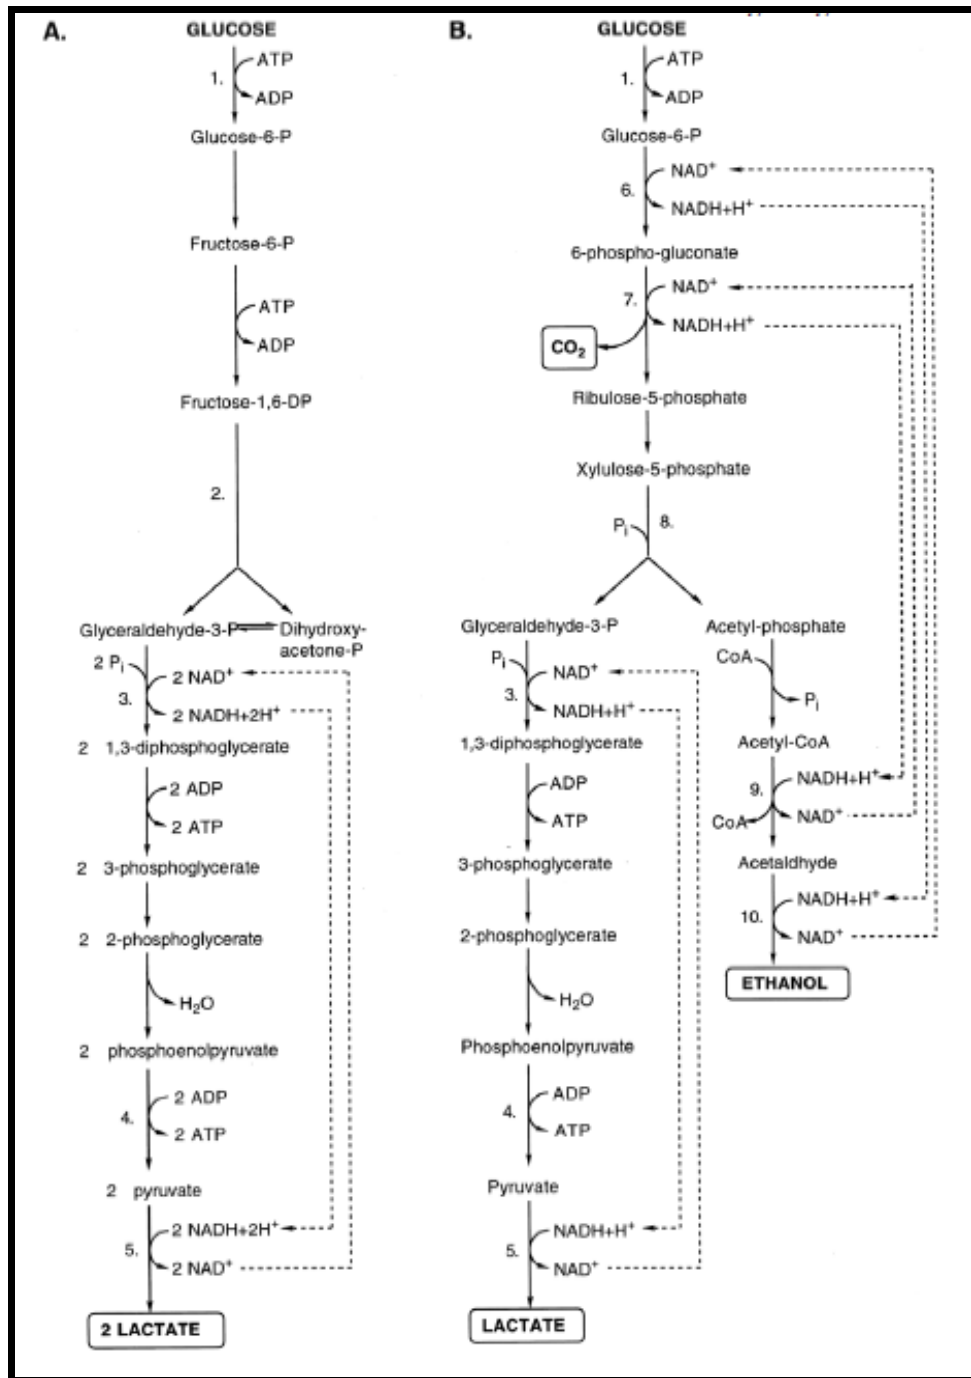 A.
GLUCOSE
1.
ATP
ADP
Glucose-6-P
Fructose-6-P
ATP
ADP
Fructose-1,6-DP
2.
Glyceraldehyde-3-P
Dihydroxy-
acetone-P
2 Pi
2 NAD+
3.
2 NADH+2H+
2 1,3-diphosphoglycerate
2 ADP
2 ATP
2 3-phosphoglycerate
2 2-phosphoglycerate
H2O
2 phosphoenolpyruvate
2 ADP
4.
2 ATP
2 pyruvate
2 NADH+2H+
5.
2 NAD+
2 LACTATE
B.
GLUCOSE
1.
ATP
ADP
Glucose-6-P
NAD+
6.
NADH+H+
6-phospho-gluconate
NAD+
7.
NADH+H+
CO2
Ribulose-5-phosphate
Xylulose-5-phosphate
Pi
8.
Glyceraldehyde-3-P
Pi
NAD+
3.
NADH+H+
1,3-diphosphoglycerate
ADP
ATP
3-phosphoglycerate
2-phosphoglycerate
H2O
Phosphoenolpyruvate
ADP
4.
ATP
Pyruvate
NADH+H+
5.
NAD+
LACTATE
Acetyl-phosphate
CoA
Pi
Acetyl-CoA
NADH+H+
9.
CoA
NAD+
Acetaldhyde
NADH+H+
10.
NAD+
ETHANOL